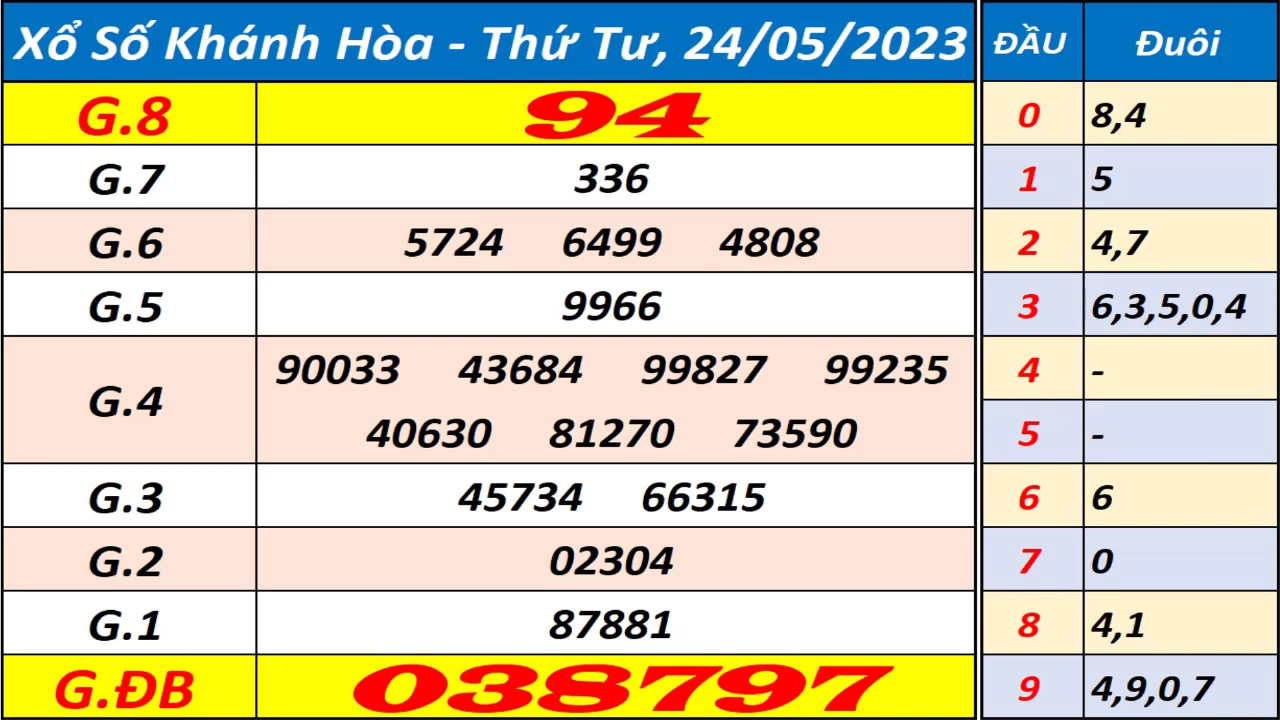 Xổ Số Khánh Hòa - Thứ Tư, 24/05/2023 ĐẦU Đuôi
G.8 94 0 8,4
G.7 336 1 5
G.6 5724 6499 4808 2 4,7
G.5 9966 3 6,3,5,0,4
G.4 90033 43684 99827 99235 4 -
40630 81270 73590 5 -
G.3 45734 66315 6 6
G.2 02304 7 0
G.1 87881 8 4,1
G.ĐB 038797 9 4,9,0,7